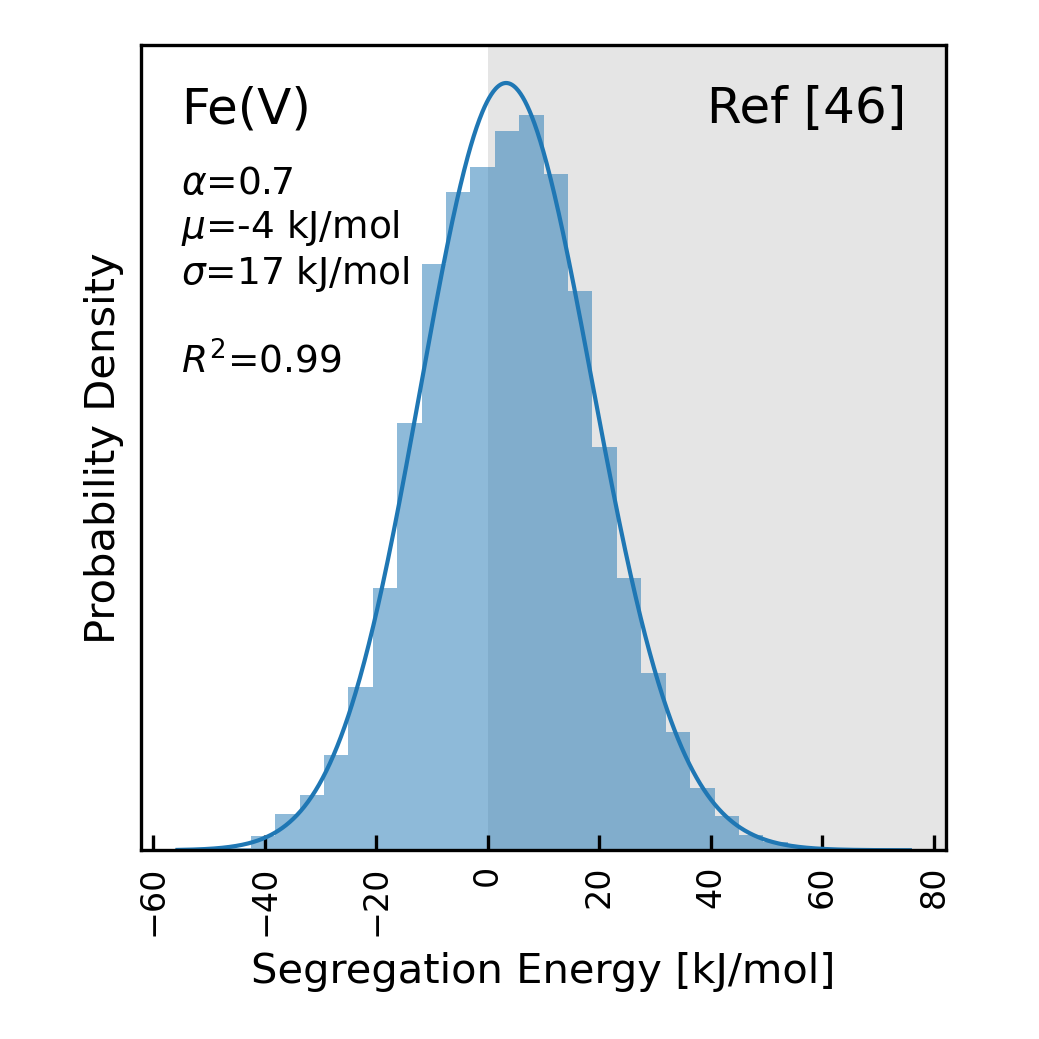 Fe(V)
Ref [46]
α=0.7
μ=-4 kJ/mol
σ=17 kJ/mol
R²=0.99
Probability Density
−60 −40 −20 0 20 40 60 80
Segregation Energy [kJ/mol]